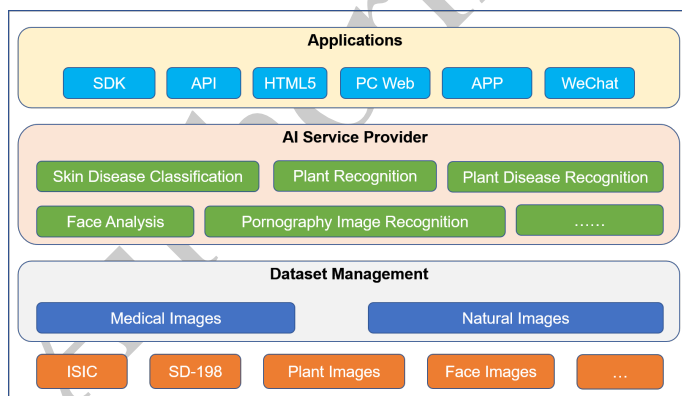 Applications
SDK API HTML5 PC Web APP WeChat
AI Service Provider
Skin Disease Classification Plant Recognition Plant Disease Recognition
Face Analysis Pornography Image Recognition ......
Dataset Management
Medical Images Natural Images
ISIC SD-198 Plant Images Face Images ...